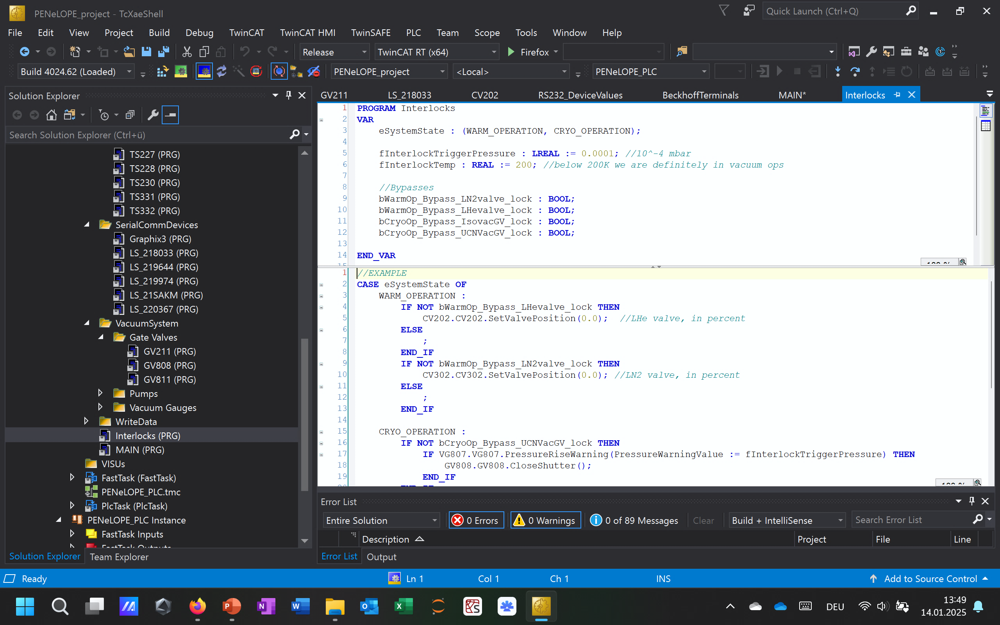 PENeLOPE_project - TcXaeShell
Quick Launch (Ctrl+Q)
File Edit View Project Build Debug TwinCAT TwinCAT HMI TwinSAFE PLC Team Scope Tools Window Help
Release TwinCAT RT (x64) Firefox
Build 4024.62 (Loaded) PENeLOPE_project <Local> PENeLOPE_PLC
Solution Explorer
Search Solution Explorer (Ctrl+ü)
TS227 (PRG)
TS228 (PRG)
TS230 (PRG)
TS331 (PRG)
TS332 (PRG)
SerialCommDevices
Graphix3 (PRG)
LS_218033 (PRG)
LS_219644 (PRG)
LS_219974 (PRG)
LS_21SAKM (PRG)
LS_220367 (PRG)
VacuumSystem
Gate Valves
GV211 (PRG)
GV808 (PRG)
GV811 (PRG)
Pumps
Vacuum Gauges
WriteData
Interlocks (PRG)
MAIN (PRG)
VISUs
FastTask (FastTask)
PENeLOPE_PLC.tmc
PlcTask (PlcTask)
PENeLOPE_PLC Instance
FastTask Inputs
FastTask Outputs
Solution Explorer Team Explorer
GV211 LS_218033 CV202 RS232_DeviceValues BeckhoffTerminals MAIN* Interlocks
1 PROGRAM Interlocks
2 VAR
3 eSystemState : (WARM_OPERATION, CRYO_OPERATION);
4
5 fInterlockTriggerPressure : LREAL := 0.0001; //10^-4 mbar
6 fInterlockTemp : REAL := 200; //below 200K we are definitely in vacuum ops
7
8 //Bypasses
9 bWarmOp_Bypass_LN2valve_lock : BOOL;
10 bWarmOp_Bypass_LHevalve_lock : BOOL;
11 bCryoOp_Bypass_IsovacGV_lock : BOOL;
12 bCryoOp_Bypass_UCNVacGV_lock : BOOL;
13
14 END_VAR
15
100 %
1 //EXAMPLE
2 CASE eSystemState OF
3 WARM_OPERATION :
4 IF NOT bWarmOp_Bypass_LHevalve_lock THEN
5 CV202.CV202.SetValvePosition(0.0); //LHe valve, in percent
6 ELSE
7 ;
8 END_IF
9 IF NOT bWarmOp_Bypass_LN2valve_lock THEN
10 CV302.CV302.SetValvePosition(0.0); //LN2 valve, in percent
11 ELSE
12 ;
13 END_IF
14
15 CRYO_OPERATION :
16 IF NOT bCryoOp_Bypass_UCNVacGV_lock THEN
17 IF VG807.VG807.PressureRiseWarning(PressureWarningValue := fInterlockTriggerPressure) THEN
18 GV808.GV808.CloseShutter();
19 END_IF
20 END_IF
100 %
Error List
Entire Solution 0 Errors 0 Warnings 0 of 89 Messages Clear Build + IntelliSense Search Error List
Description Project File Line
Error List Output
Ready Ln 1 Col 1 Ch 1 INS Add to Source Control
DEU 13:49
14.01.2025